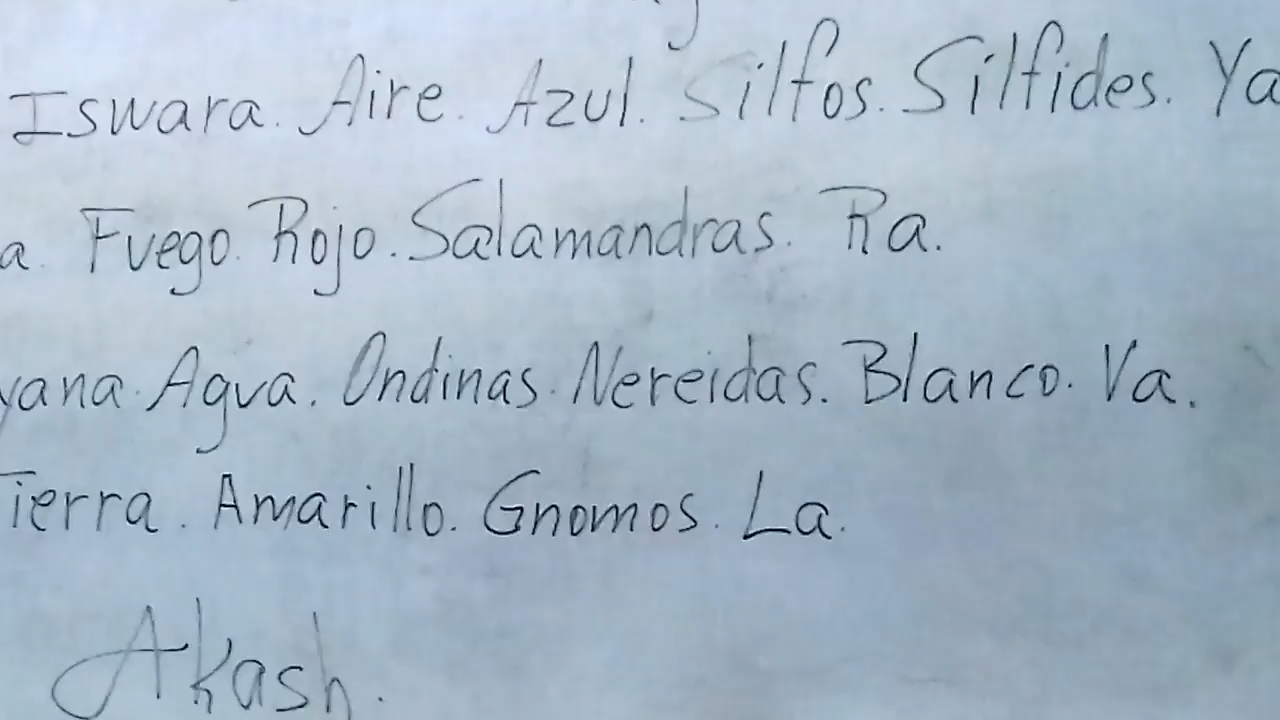 Iswara. Aire. Azul. Silfos. Silfides. Ya
a. Fuego. Rojo. Salamandras. Ra.
yana. Agua. Ondinas. Nereidas. Blanco. Va.
Tierra. Amarillo. Gnomos. La.
Akash.